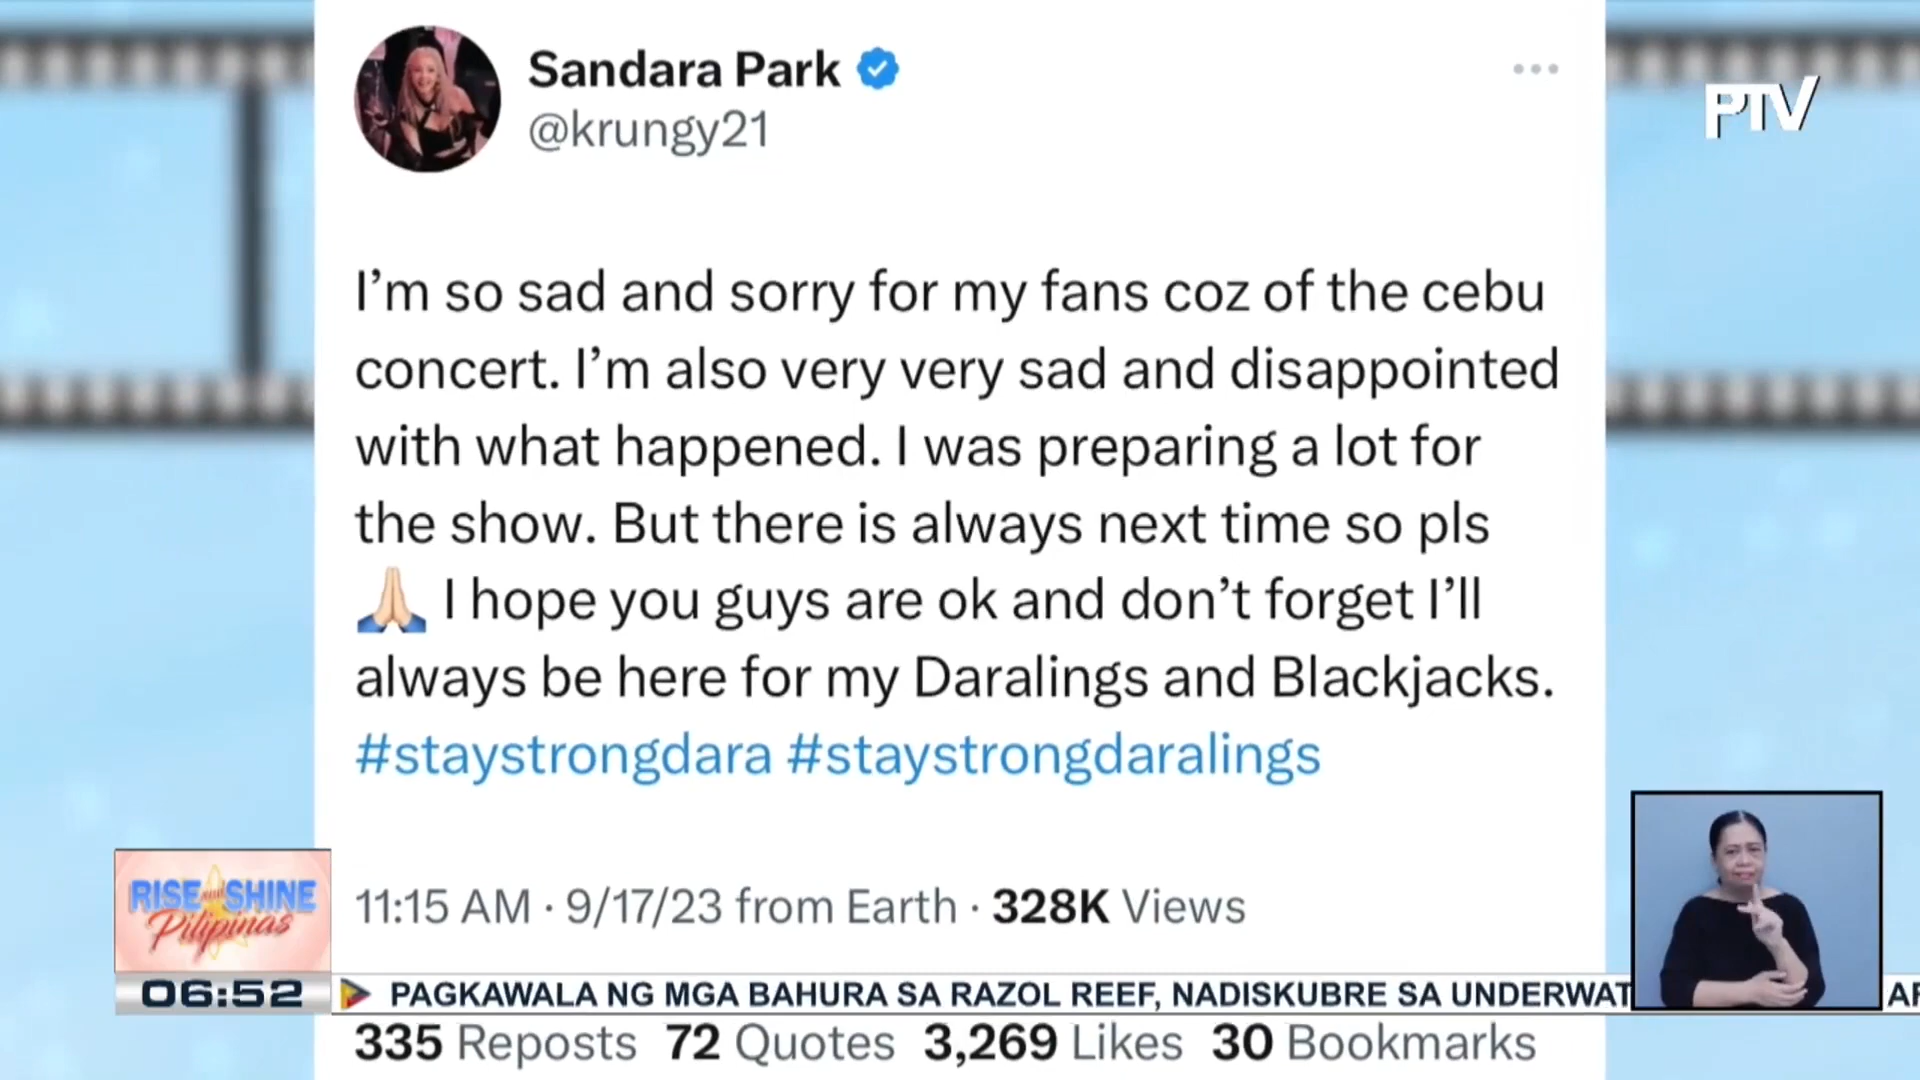 Sandara Park
@krungy21
PTV
I’m so sad and sorry for my fans coz of the cebu
concert. I’m also very very sad and disappointed
with what happened. I was preparing a lot for
the show. But there is always next time so pls
🙏🏻 I hope you guys are ok and don’t forget I’ll
always be here for my Daralings and Blackjacks.
#staystrongdara #staystrongdaralings
11:15 AM · 9/17/23 from Earth · 328K Views
RISE and SHINE
Pilipinas
06:52
PAGKAWALA NG MGA BAHURA SA RAZOL REEF, NADISKUBRE SA UNDERWAT
335 Reposts 72 Quotes 3,269 Likes 30 Bookmarks